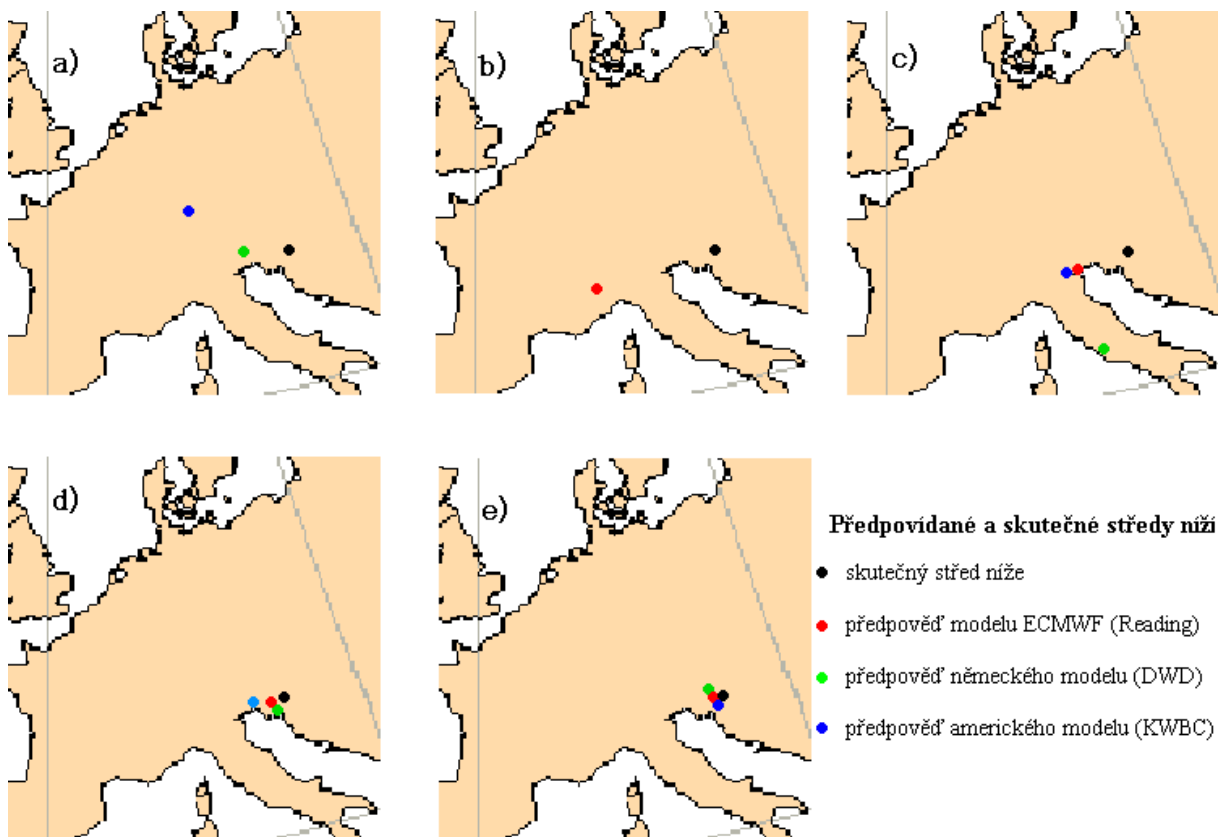 a)
b)
c)
d)
e)
Předpovídané a skutečné středy níží
skutečný střed níže
předpověď modelu ECMWF (Reading)
předpověď německého modelu (DWD)
předpověď amerického modelu (KWBC)